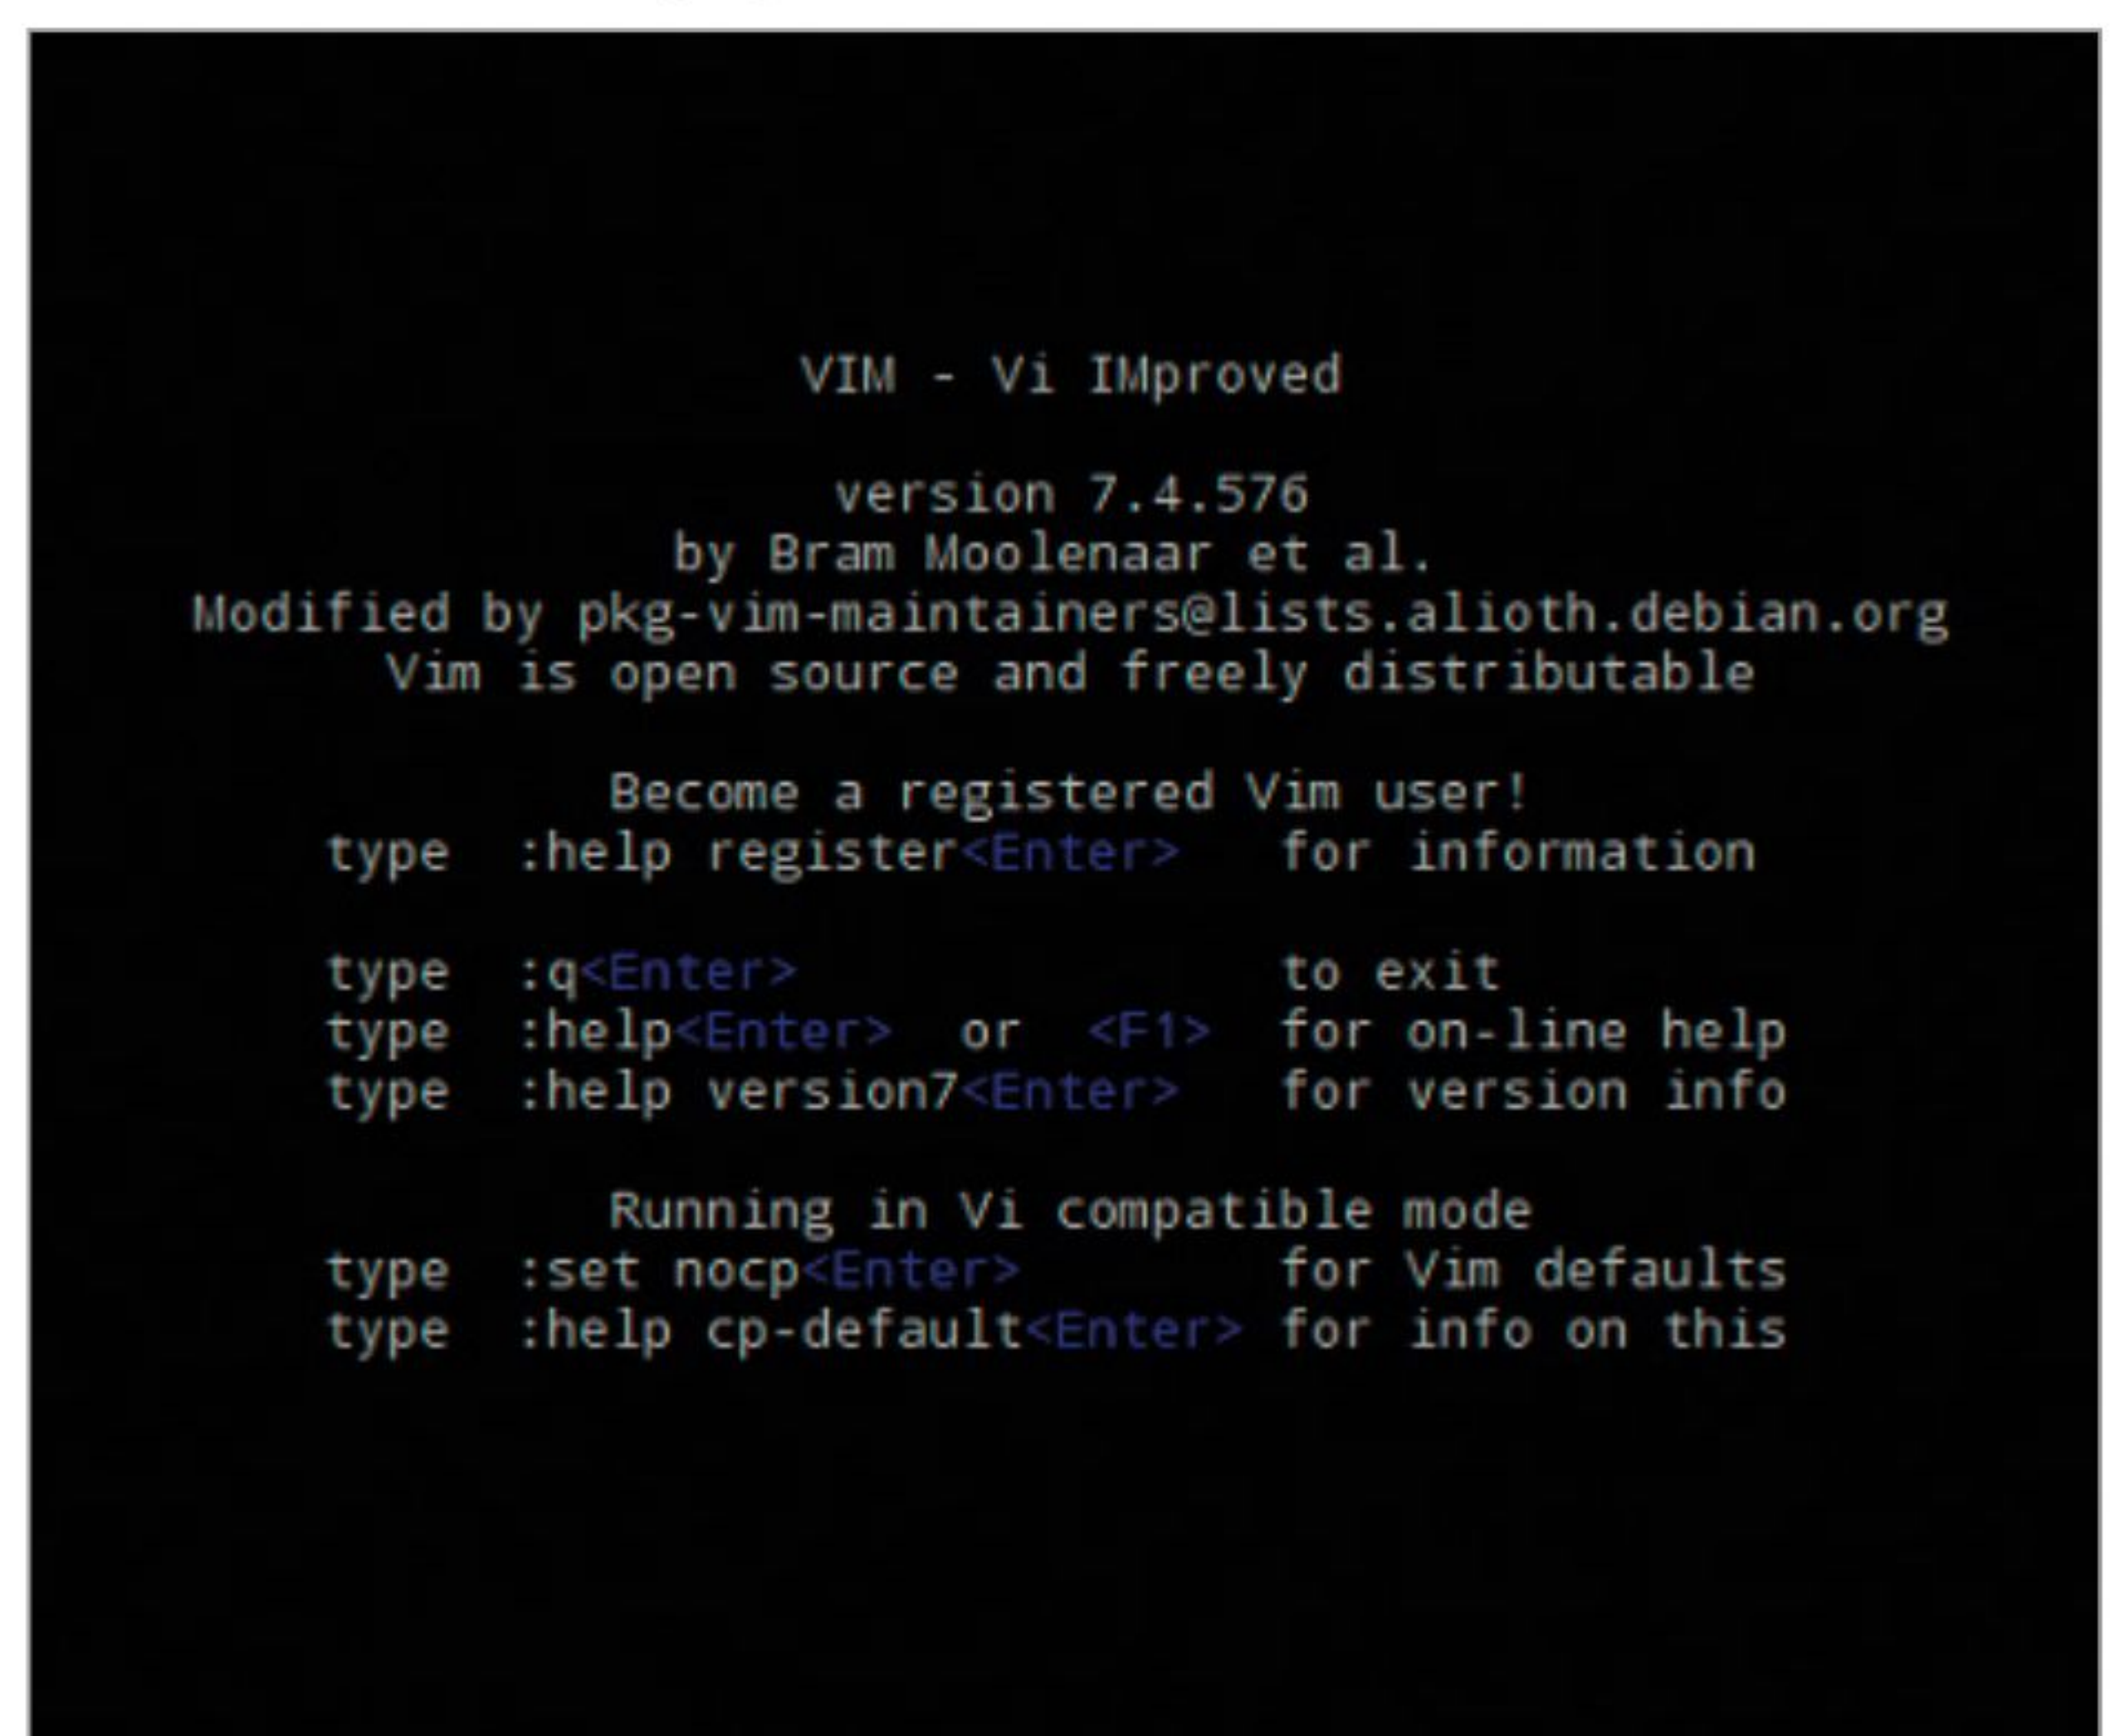 VIM - Vi IMproved
version 7.4.576
by Bram Moolenaar et al.
Modified by pkg-vim-maintainers@lists.alioth.debian.org
Vim is open source and freely distributable
Become a registered Vim user!
type  :help register<Enter>   for information
type  :q<Enter>               to exit
type  :help<Enter>  or  <F1>  for on-line help
type  :help version7<Enter>   for version info
Running in Vi compatible mode
type  :set nocp<Enter>        for Vim defaults
type  :help cp-default<Enter> for info on this